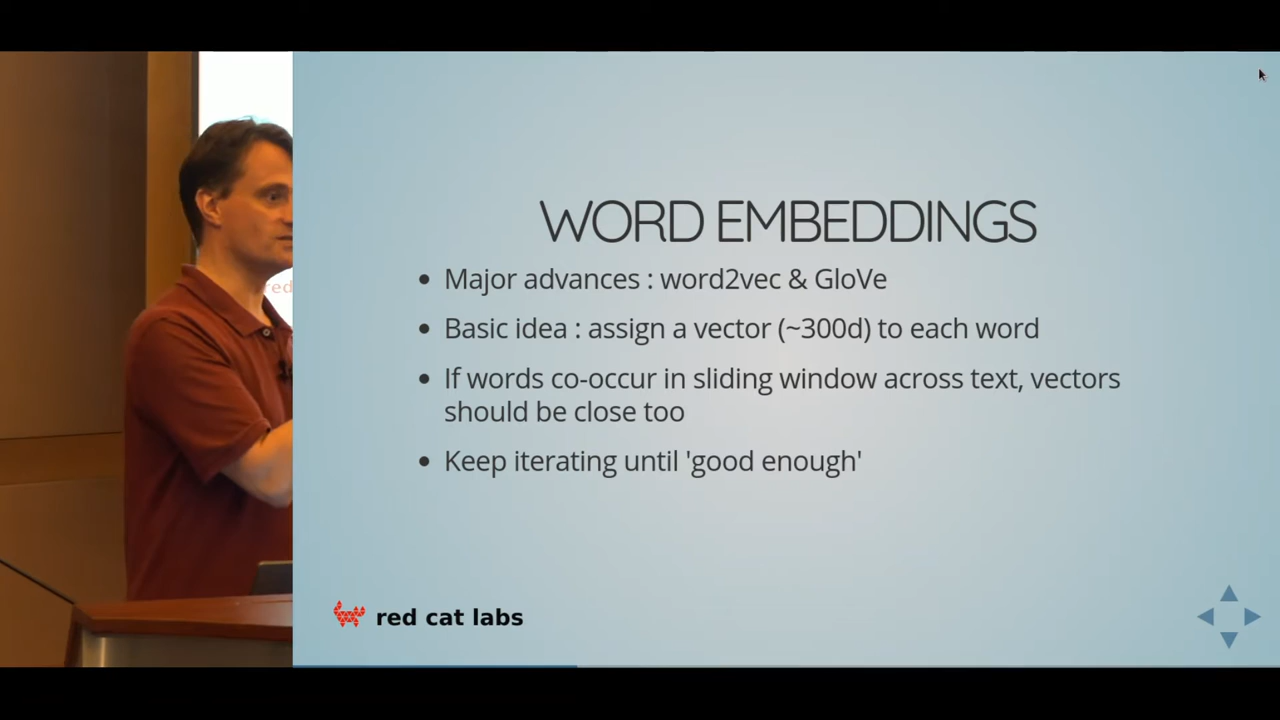 WORD EMBEDDINGS
• Major advances : word2vec & GloVe
• Basic idea : assign a vector (~300d) to each word
• If words co-occur in sliding window across text, vectors
should be close too
• Keep iterating until 'good enough'
red
red cat labs